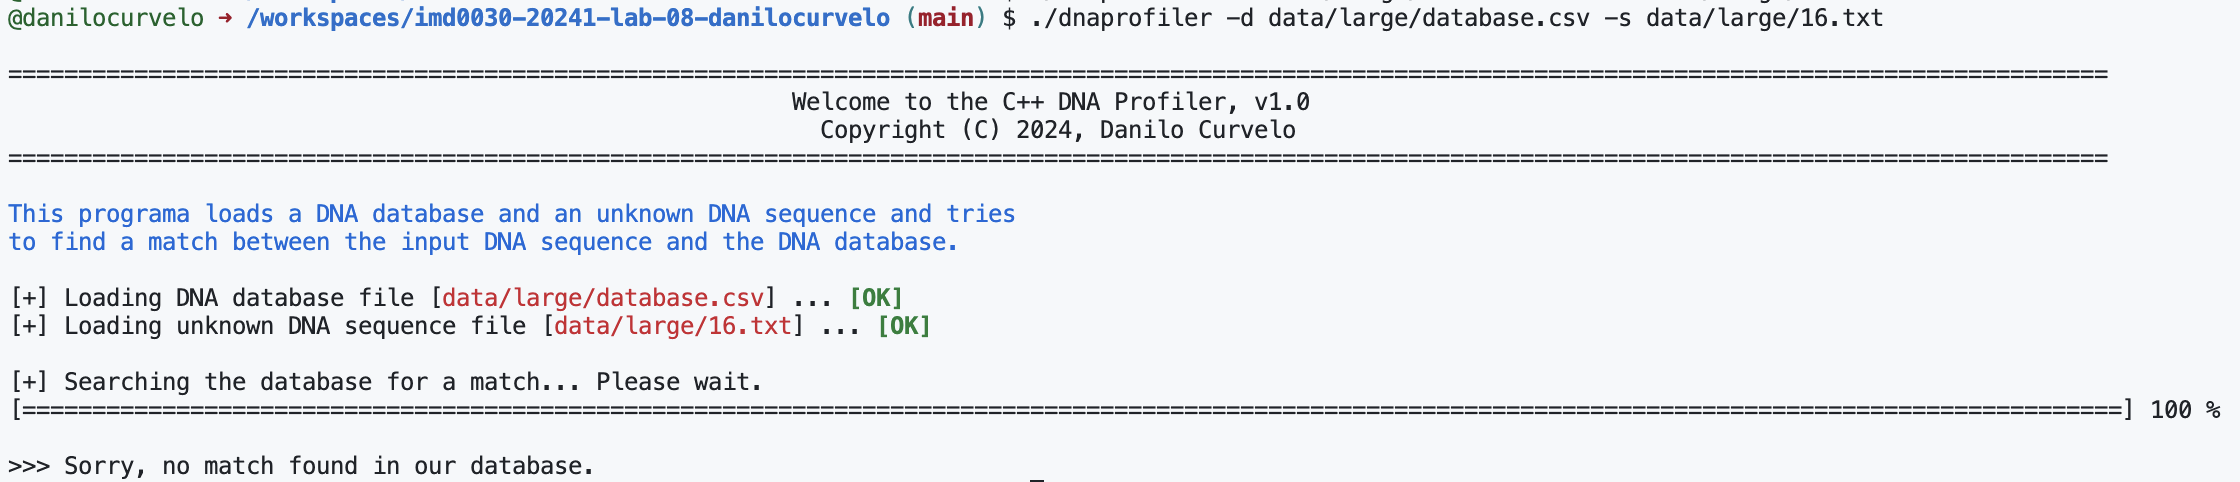 @danilocurvelo ➜ /workspaces/imd0030-20241-lab-08-danilocurvelo (main) $ ./dnaprofiler -d data/large/database.csv -s data/large/16.txt
======================================================================================================================================================
Welcome to the C++ DNA Profiler, v1.0
Copyright (C) 2024, Danilo Curvelo
======================================================================================================================================================
This programa loads a DNA database and an unknown DNA sequence and tries
to find a match between the input DNA sequence and the DNA database.
[+] Loading DNA database file [data/large/database.csv] ... [OK]
[+] Loading unknown DNA sequence file [data/large/16.txt] ... [OK]
[+] Searching the database for a match... Please wait.
[======================================================================================================================================================] 100 %
>>> Sorry, no match found in our database.